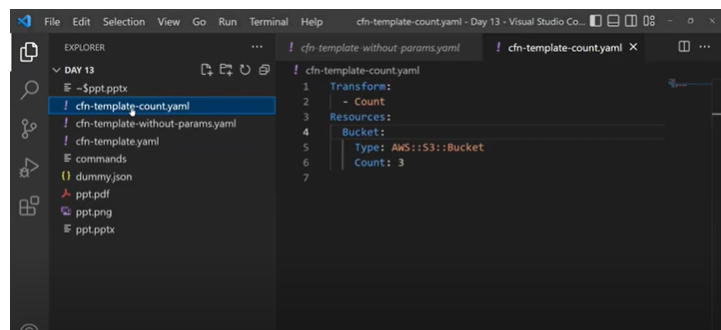 File Edit Selection View Go Run Terminal Help cfn-template-count.yaml - Day 13 - Visual Studio Co...
EXPLORER ...
DAY 13
~$ppt.pptx
cfn-template-count.yaml
cfn-template-without-params.yaml
cfn-template.yaml
commands
{} dummy.json
ppt.pdf
ppt.png
ppt.pptx
! cfn-template-without-params.yaml ! cfn-template-count.yaml
! cfn-template-count.yaml
1 Transform:
2 - Count
3 Resources:
4 Bucket:
5 Type: AWS::S3::Bucket
6 Count: 3
7